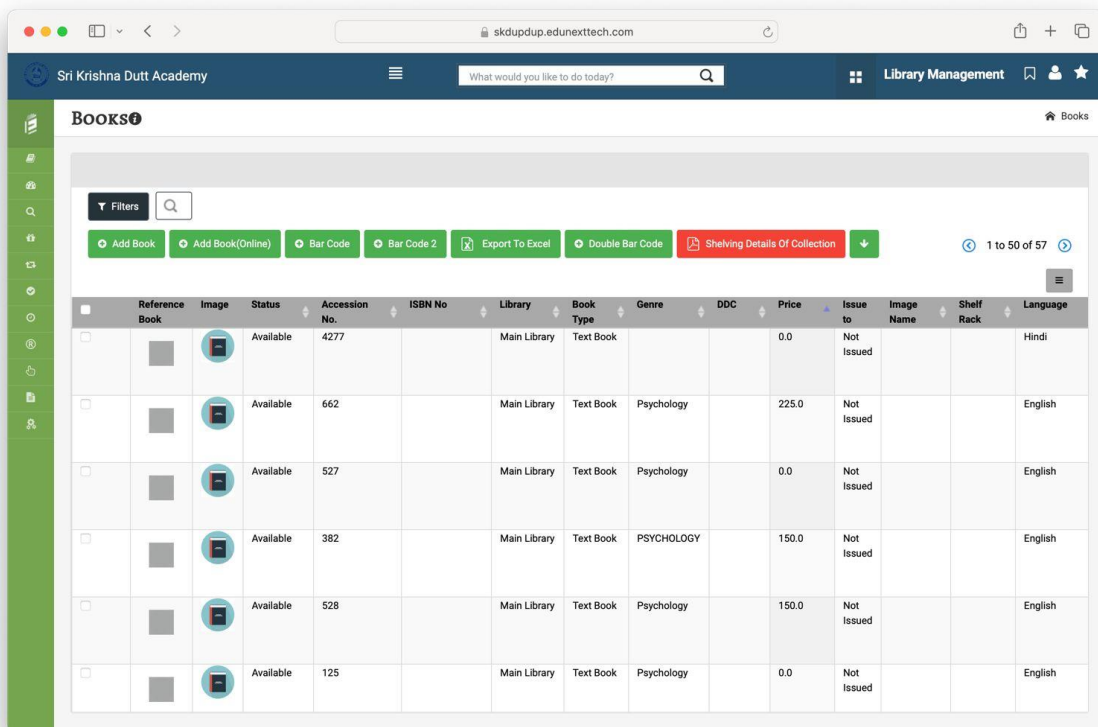 skdupdup.edunexttech.com
Sri Krishna Dutt Academy
What would you like to do today?
Library Management
Books
Books
Filters
Add Book
Add Book(Online)
Bar Code
Bar Code 2
Export To Excel
Double Bar Code
Shelving Details Of Collection
1 to 50 of 57
Reference Book Image Status Accession No. ISBN No Library Book Type Genre DDC Price Issue to Image Name Shelf Rack Language
Available 4277 Main Library Text Book 0.0 Not Issued Hindi
Available 662 Main Library Text Book Psychology 225.0 Not Issued English
Available 527 Main Library Text Book Psychology 0.0 Not Issued English
Available 382 Main Library Text Book PSYCHOLOGY 150.0 Not Issued English
Available 528 Main Library Text Book Psychology 150.0 Not Issued English
Available 125 Main Library Text Book Psychology 0.0 Not Issued English